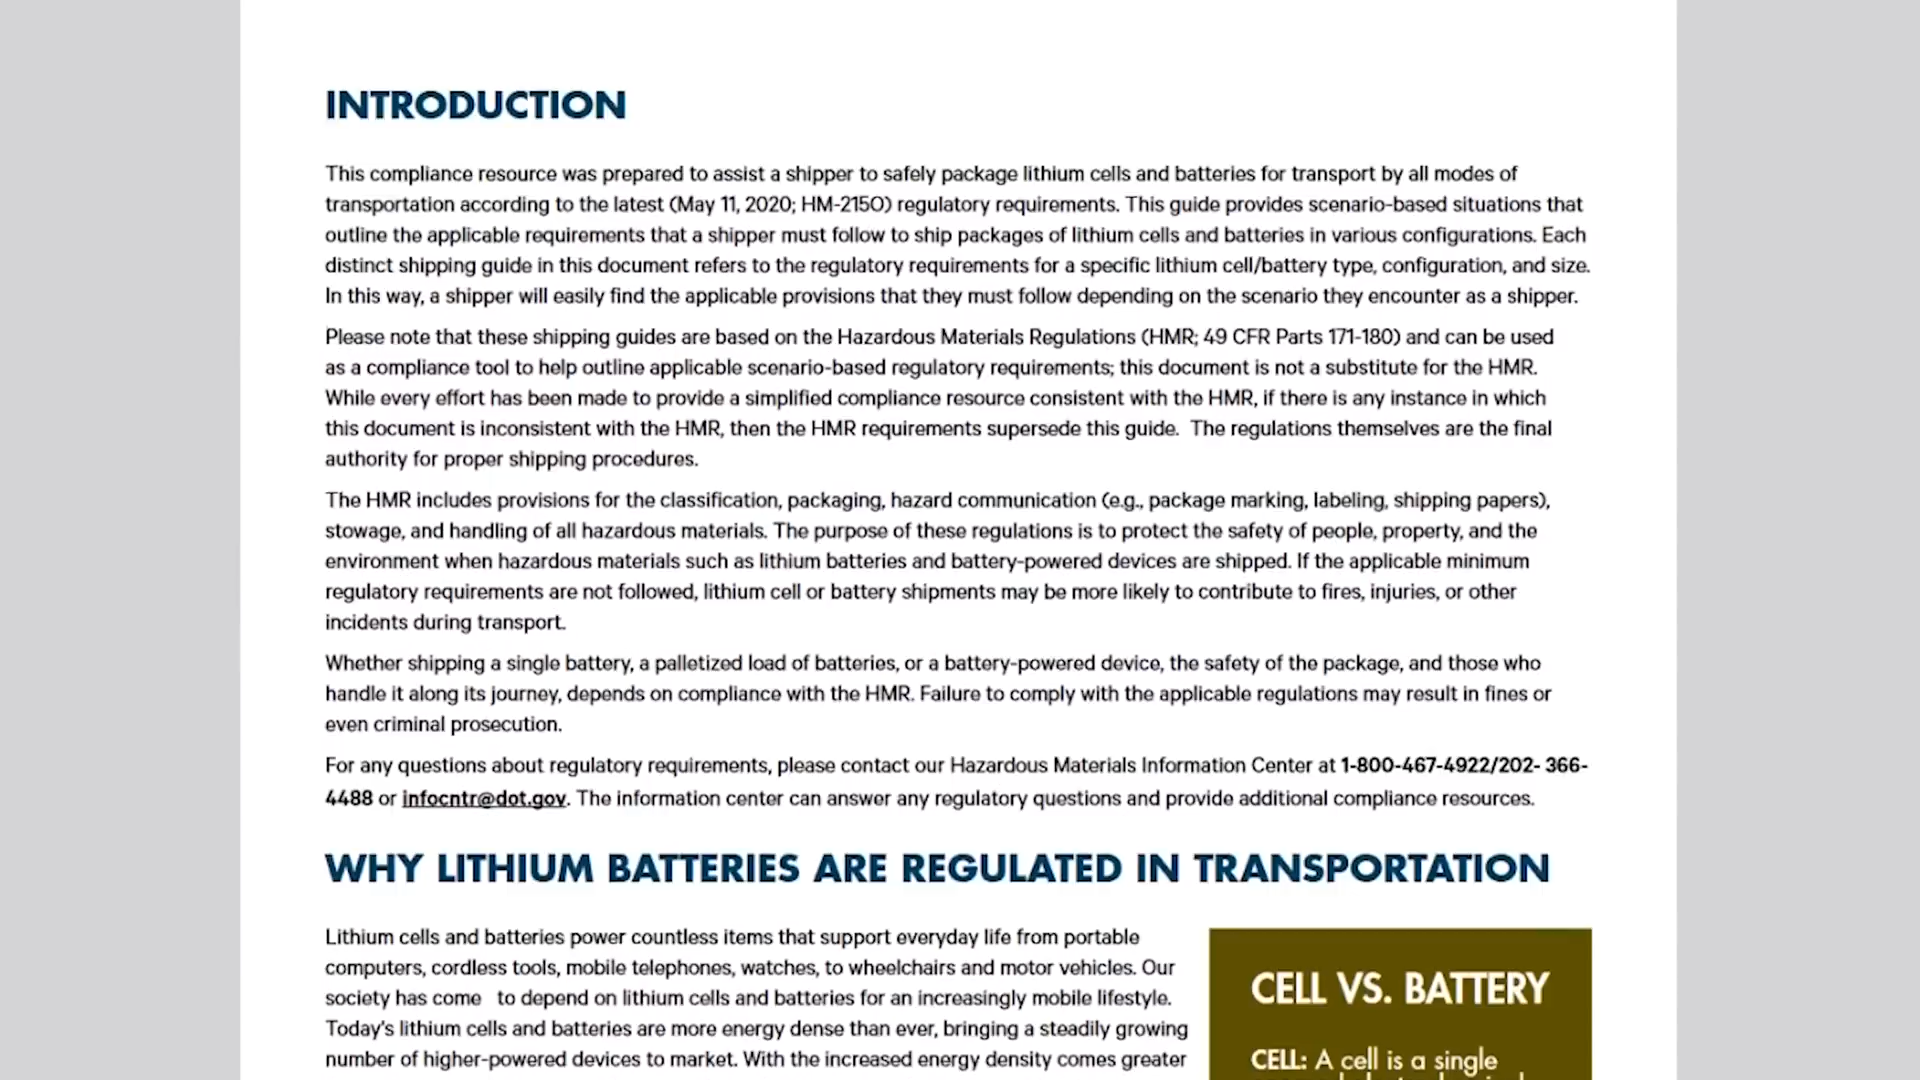 INTRODUCTION
This compliance resource was prepared to assist a shipper to safely package lithium cells and batteries for transport by all modes of
transportation according to the latest (May 11, 2020; HM-215O) regulatory requirements. This guide provides scenario-based situations that
outline the applicable requirements that a shipper must follow to ship packages of lithium cells and batteries in various configurations. Each
distinct shipping guide in this document refers to the regulatory requirements for a specific lithium cell/battery type, configuration, and size.
In this way, a shipper will easily find the applicable provisions that they must follow depending on the scenario they encounter as a shipper.
Please note that these shipping guides are based on the Hazardous Materials Regulations (HMR; 49 CFR Parts 171-180) and can be used
as a compliance tool to help outline applicable scenario-based regulatory requirements; this document is not a substitute for the HMR.
While every effort has been made to provide a simplified compliance resource consistent with the HMR, if there is any instance in which
this document is inconsistent with the HMR, then the HMR requirements supersede this guide. The regulations themselves are the final
authority for proper shipping procedures.
The HMR includes provisions for the classification, packaging, hazard communication (e.g., package marking, labeling, shipping papers),
stowage, and handling of all hazardous materials. The purpose of these regulations is to protect the safety of people, property, and the
environment when hazardous materials such as lithium batteries and battery-powered devices are shipped. If the applicable minimum
regulatory requirements are not followed, lithium cell or battery shipments may be more likely to contribute to fires, injuries, or other
incidents during transport.
Whether shipping a single battery, a palletized load of batteries, or a battery-powered device, the safety of the package, and those who
handle it along its journey, depends on compliance with the HMR. Failure to comply with the applicable regulations may result in fines or
even criminal prosecution.
For any questions about regulatory requirements, please contact our Hazardous Materials Information Center at 1-800-467-4922/202- 366-
4488 or infocntr@dot.gov. The information center can answer any regulatory questions and provide additional compliance resources.
WHY LITHIUM BATTERIES ARE REGULATED IN TRANSPORTATION
Lithium cells and batteries power countless items that support everyday life from portable
computers, cordless tools, mobile telephones, watches, to wheelchairs and motor vehicles. Our
society has come to depend on lithium cells and batteries for an increasingly mobile lifestyle.
Today's lithium cells and batteries are more energy dense than ever, bringing a steadily growing
number of higher-powered devices to market. With the increased energy density comes greater
CELL VS. BATTERY
CELL: A cell is a single